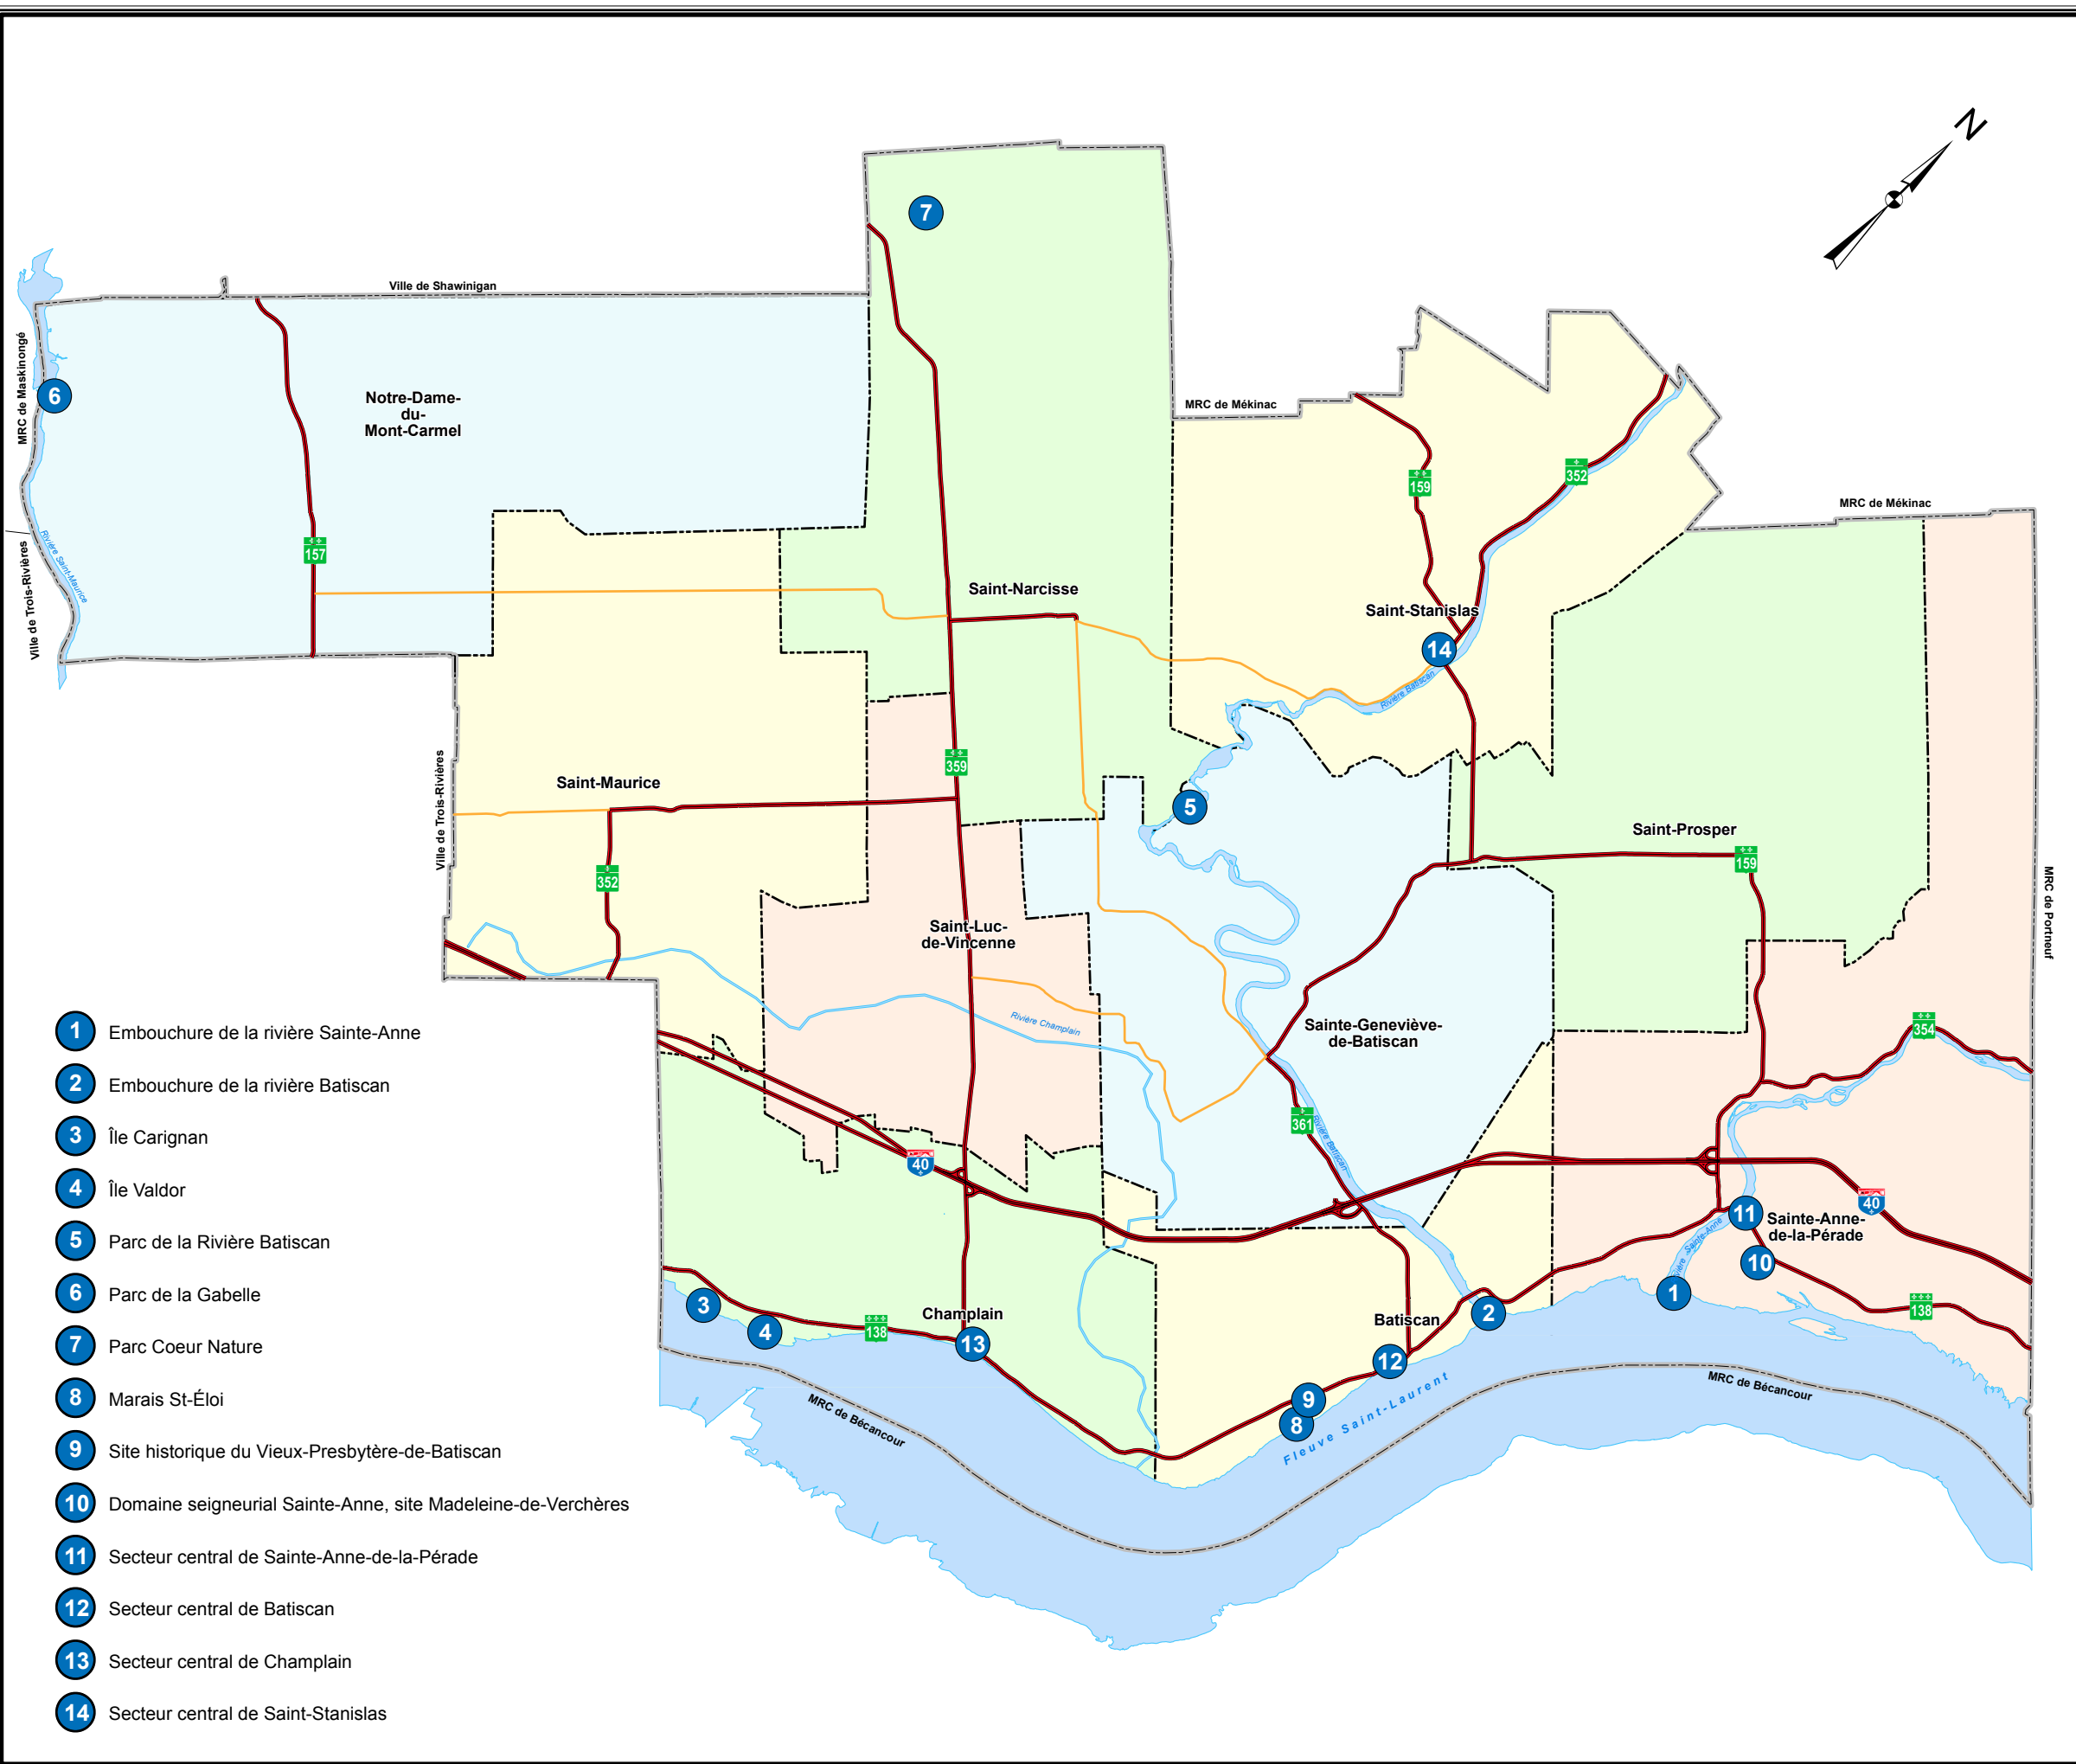 N
7
Ville de Shawinigan
MRC de Maskinongé
6
Notre-Dame-
du-
Mont-Carmel
MRC de Mékinac
159
352
MRC de Mékinac
Ville de Trois-Rivières
Rivière Saint-Maurice
157
Saint-Narcisse
Saint-Stanislas
14
Rivière Batiscan
359
Ville de Trois-Rivières
Saint-Maurice
5
Saint-Prosper
159
352
MRC de Portneuf
Saint-Luc-
de-Vincenne
Rivière Champlain
Sainte-Geneviève-
de-Batiscan
354
361
Rivière Batiscan
40
40
11
Sainte-Anne-
de-la-Pérade
Rivière Sainte-Anne
10
1
138
3
4
138
Champlain
13
Batiscan
2
12
9
8
Fleuve Saint-Laurent
MRC de Bécancour
MRC de Bécancour
1 Embouchure de la rivière Sainte-Anne
2 Embouchure de la rivière Batiscan
3 Île Carignan
4 Île Valdor
5 Parc de la Rivière Batiscan
6 Parc de la Gabelle
7 Parc Coeur Nature
8 Marais St-Éloi
9 Site historique du Vieux-Presbytère-de-Batiscan
10 Domaine seigneurial Sainte-Anne, site Madeleine-de-Verchères
11 Secteur central de Sainte-Anne-de-la-Pérade
12 Secteur central de Batiscan
13 Secteur central de Champlain
14 Secteur central de Saint-Stanislas